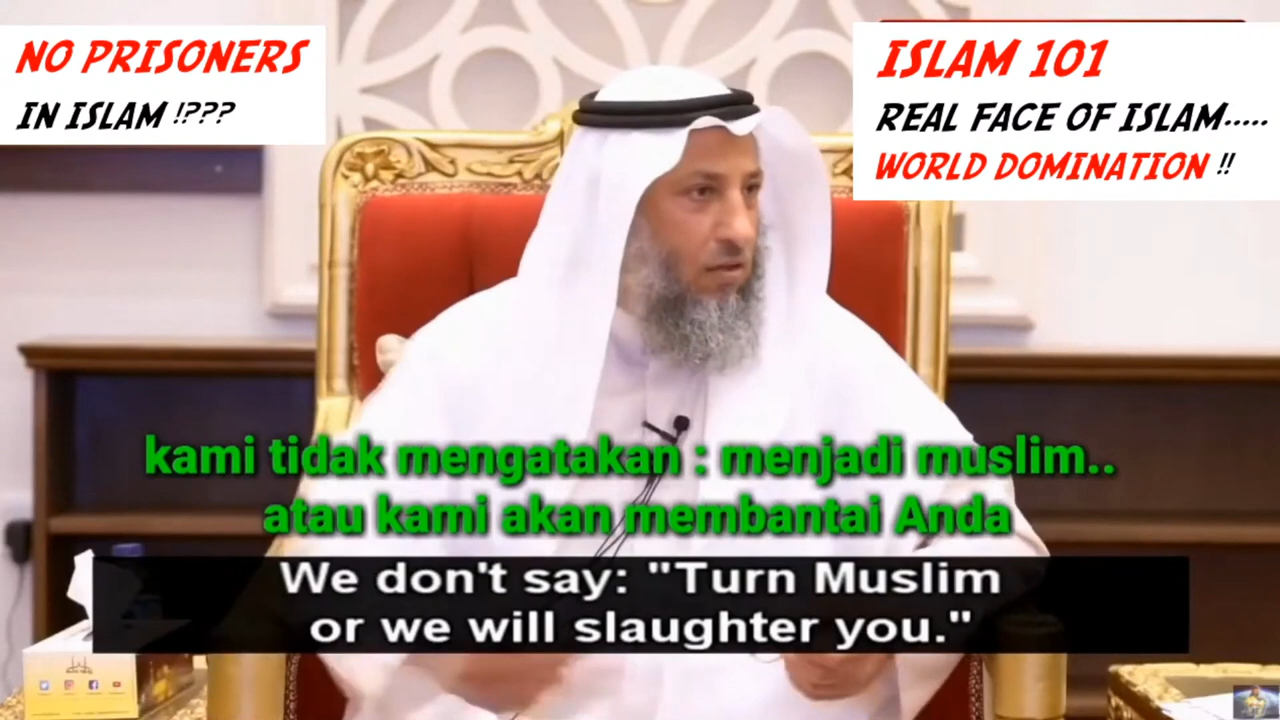 NO PRISONERS
IN ISLAM !???
ISLAM 101
REAL FACE OF ISLAM.....
WORLD DOMINATION !!
kami tidak mengatakan : menjadi muslim..
atau kami akan membantai Anda
We don't say: "Turn Muslim
or we will slaughter you."